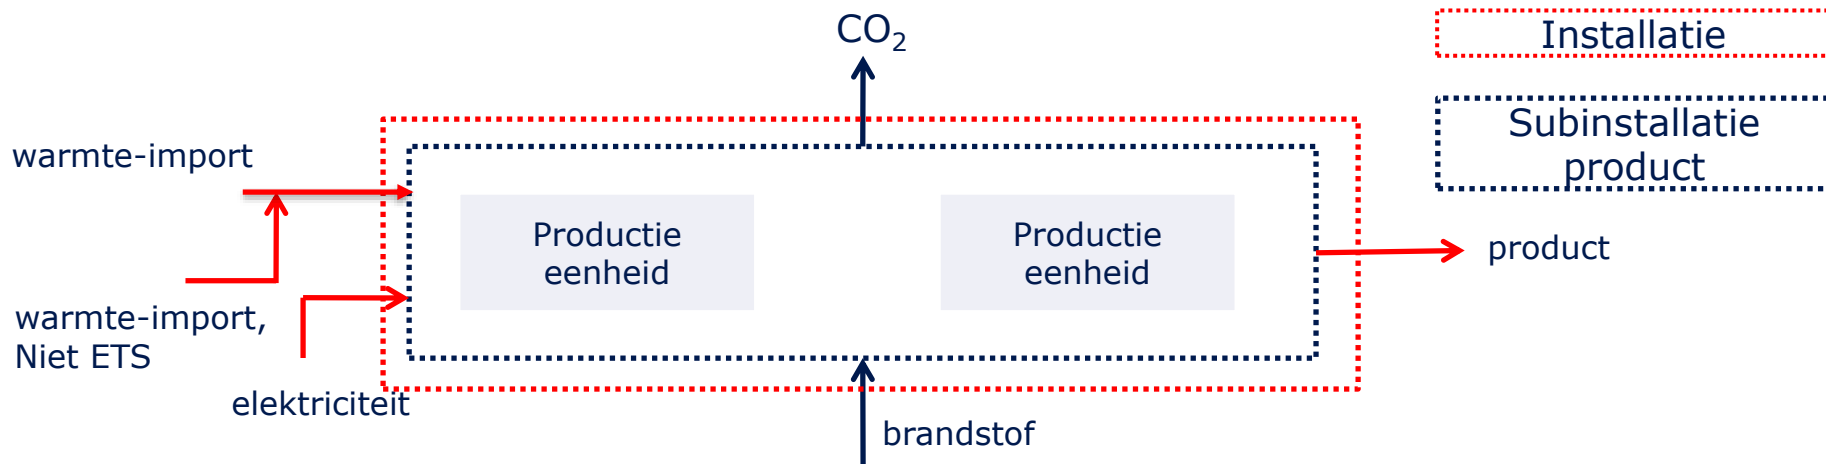 CO₂
Installatie
Subinstallatie
product
warmte-import
Productie
eenheid
Productie
eenheid
product
warmte-import,
Niet ETS
elektriciteit
brandstof